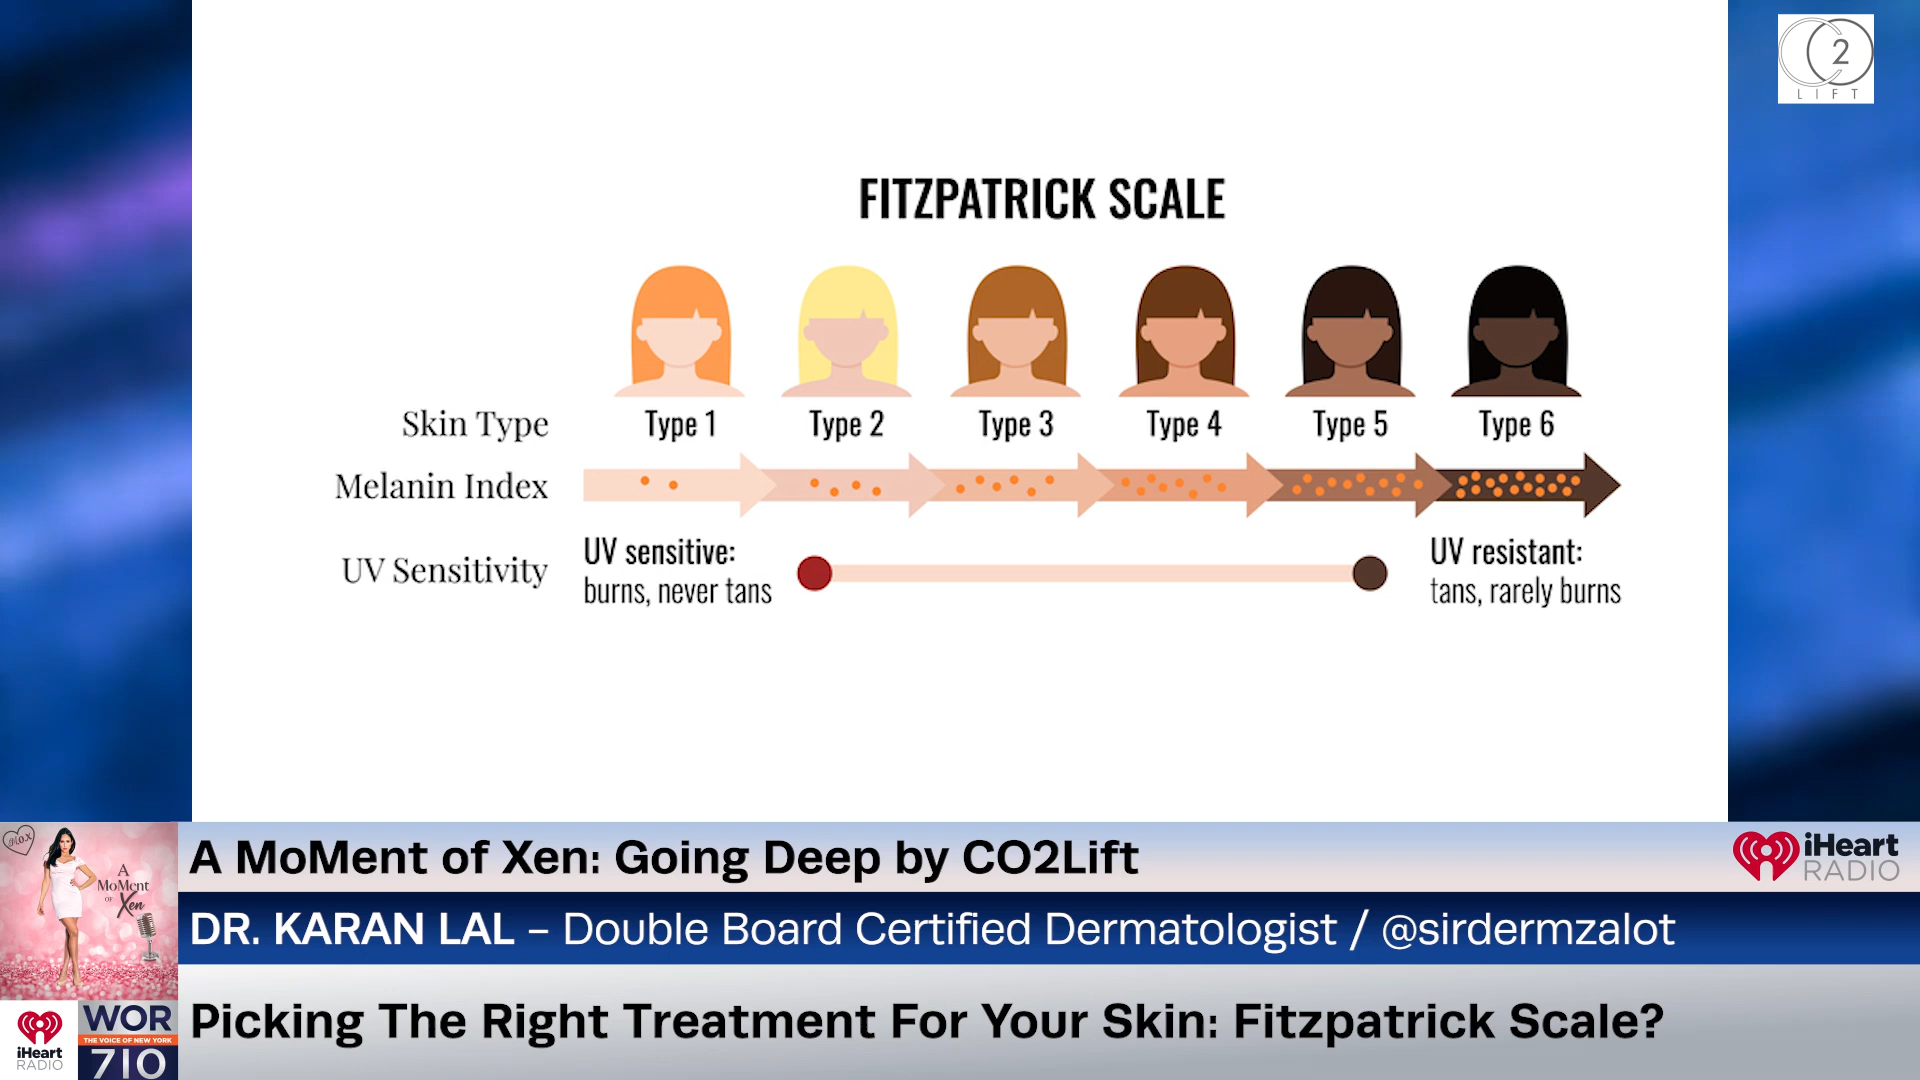 2
LIFT
FITZPATRICK SCALE
Skin Type
Type 1
Type 2
Type 3
Type 4
Type 5
Type 6
Melanin Index
UV Sensitivity
UV sensitive:
burns, never tans
UV resistant:
tans, rarely burns
M.O.X
A
MoMent
OF Xen
A MoMent of Xen: Going Deep by CO2Lift
iHeart
RADIO
DR. KARAN LAL – Double Board Certified Dermatologist / @sirdermzalot
iHeart
RADIO
WOR
THE VOICE OF NEW YORK
710
Picking The Right Treatment For Your Skin: Fitzpatrick Scale?